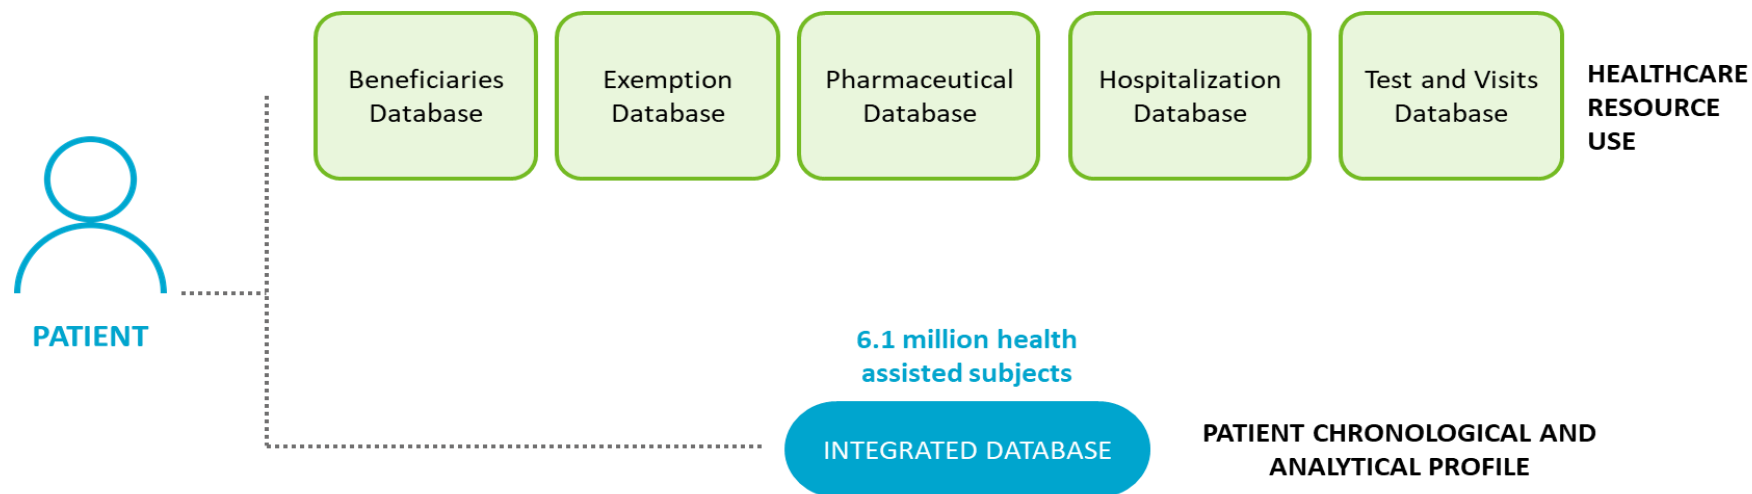 Beneficiaries
Database
Exemption
Database
Pharmaceutical
Database
Hospitalization
Database
Test and Visits
Database
HEALTHCARE
RESOURCE
USE
PATIENT
6.1 million health
assisted subjects
INTEGRATED DATABASE
PATIENT CHRONOLOGICAL AND
ANALYTICAL PROFILE